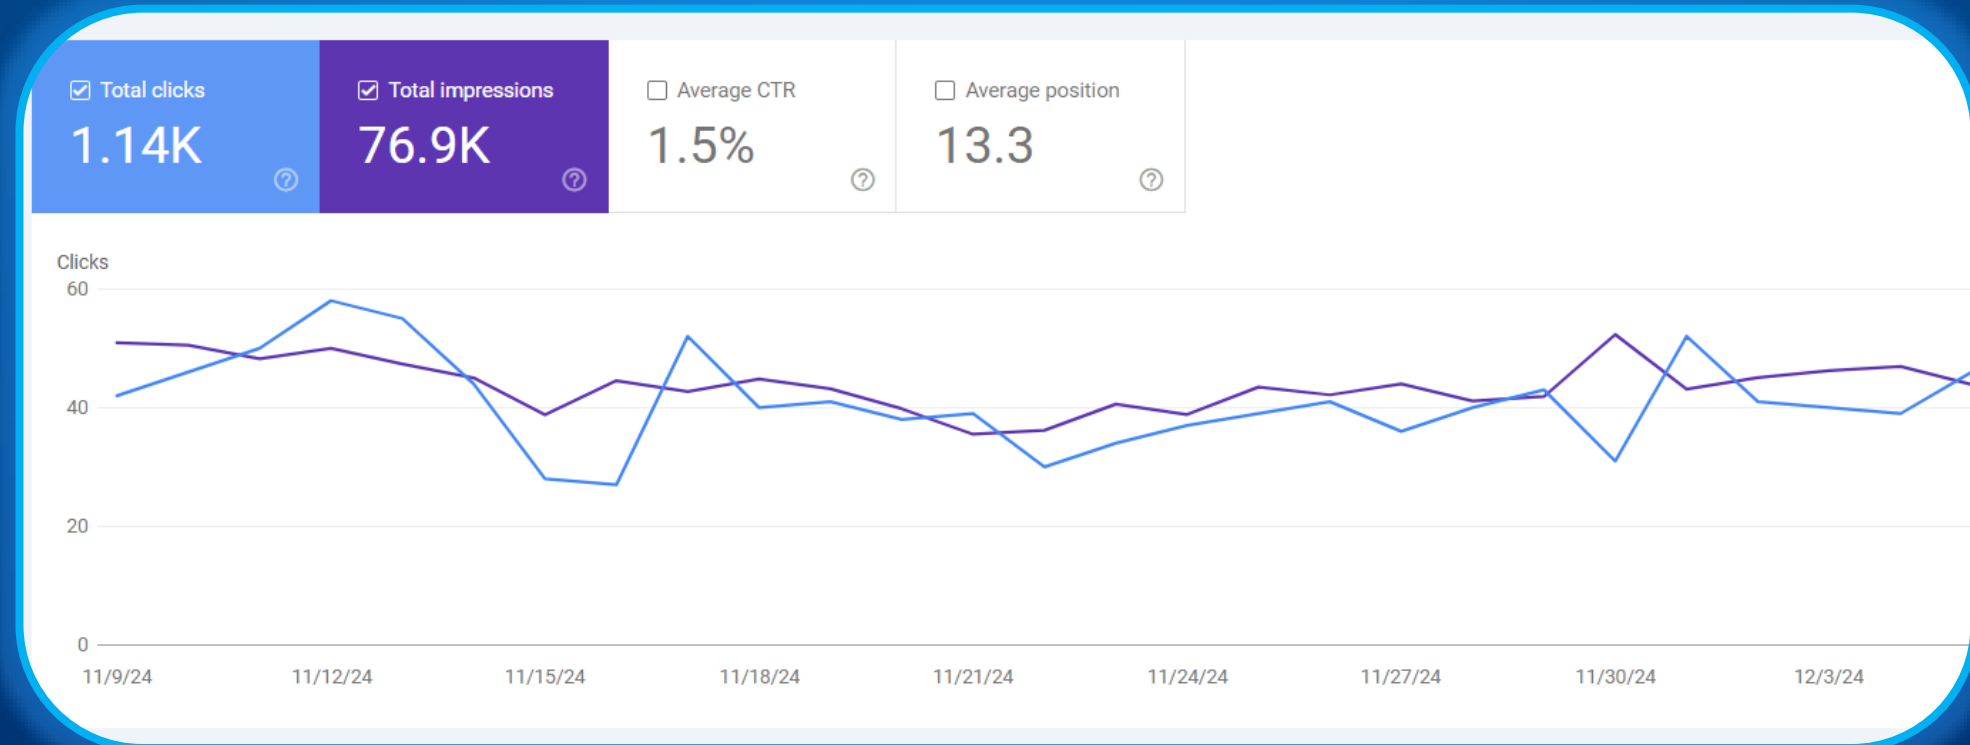 Total clicks
1.14K
Total impressions
76.9K
Average CTR
1.5%
Average position
13.3
Clicks
60
40
20
0
11/9/24 11/12/24 11/15/24 11/18/24 11/21/24 11/24/24 11/27/24 11/30/24 12/3/24